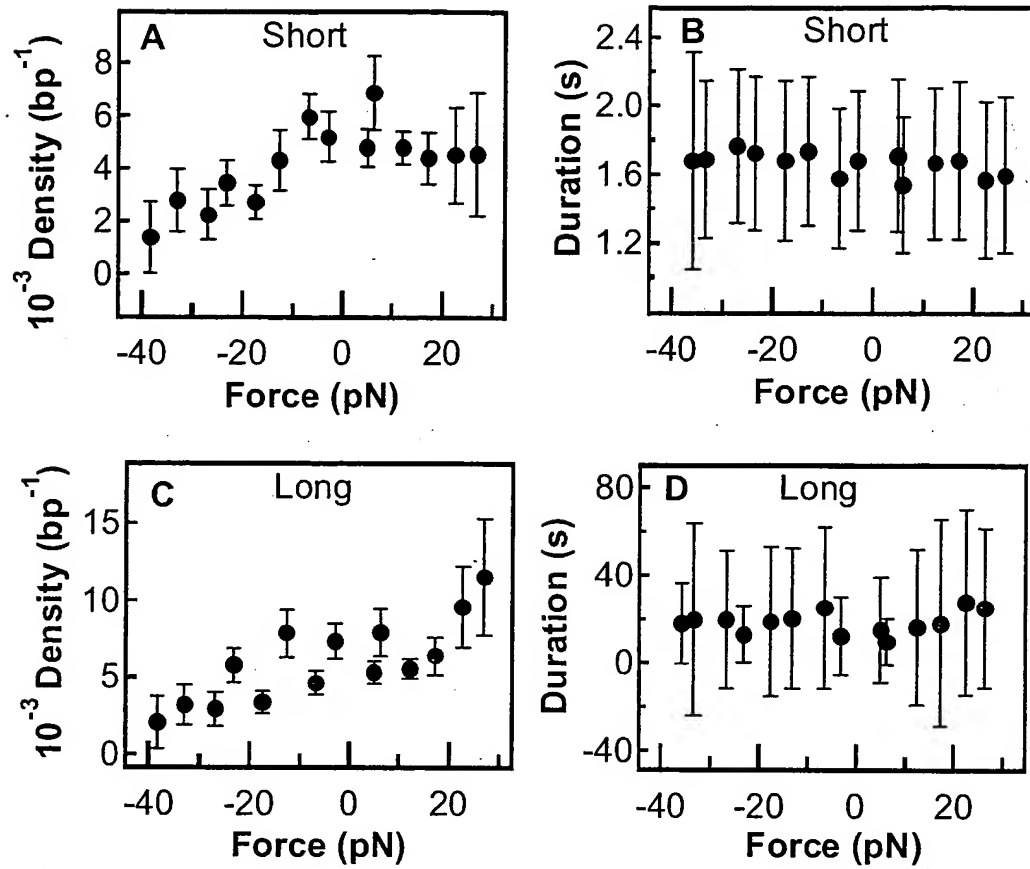 A Short
10⁻³ Density (bp⁻¹)
8
6
4
2
0
-40 -20 0 20
Force (pN)
B Short
Duration (s)
2.4
2.0
1.6
1.2
-40 -20 0 20
Force (pN)
C Long
10⁻³ Density (bp⁻¹)
15
10
5
0
-40 -20 0 20
Force (pN)
D Long
Duration (s)
80
40
0
-40
-40 -20 0 20
Force (pN)